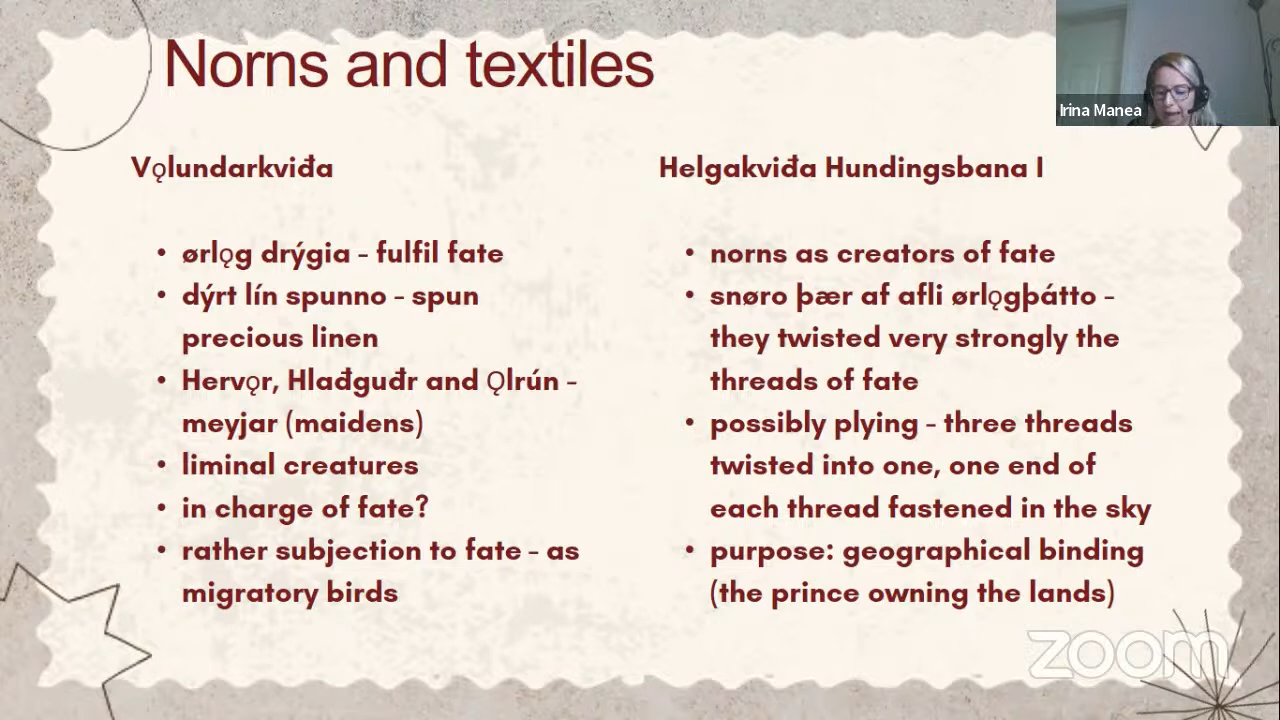 Norns and textiles
Irina Manea
Vǫlundarkviđa
• ørlǫg drýgia - fulfil fate
• dýrt lín spunno - spun
precious linen
• Hervǫr, Hlađguđr and Ǫlrún -
meyjar (maidens)
• liminal creatures
• in charge of fate?
• rather subjection to fate - as
migratory birds
Helgakviđa Hundingsbana I
• norns as creators of fate
• snøro þær af afli ørlǫgþátto -
they twisted very strongly the
threads of fate
• possibly plying - three threads
twisted into one, one end of
each thread fastened in the sky
• purpose: geographical binding
(the prince owning the lands)
zoom